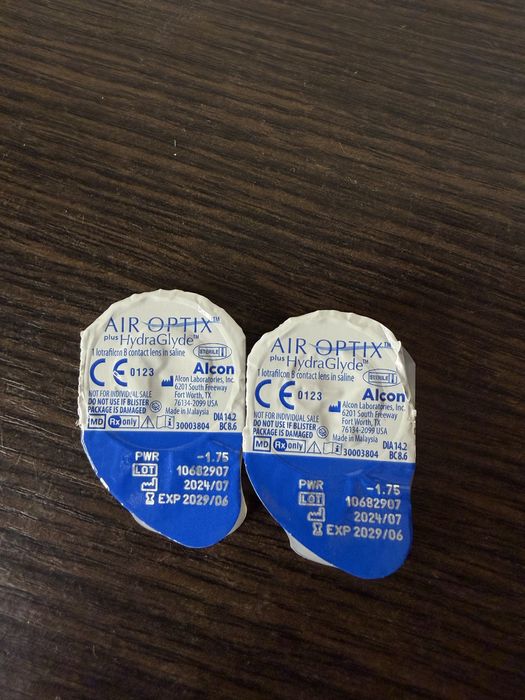 AIR OPTIX™
plus HydraGlyde™
1 lotrafilcon B contact lens in saline
STERILE
CE 0123
Alcon
Alcon Laboratories, Inc.
6201 South Freeway
Fort Worth, TX
76134-2099 USA
Made in Malaysia
NOT FOR INDIVIDUAL SALE
DO NOT USE IF BLISTER
PACKAGE IS DAMAGED
DIA 14.2
BC 8.6
MD Rx only 30003804
PWR -1.75
LOT 10682907
2024/07
EXP 2029/06
AIR OPTIX™
plus HydraGlyde™
1 lotrafilcon B contact lens in saline
STERILE
CE 0123
Alcon
Alcon Laboratories, Inc.
6201 South Freeway
Fort Worth, TX
76134-2099 USA
Made in Malaysia
NOT FOR INDIVIDUAL SALE
DO NOT USE IF BLISTER
PACKAGE IS DAMAGED
DIA 14.2
BC 8.6
MD Rx only 30003804
PWR -1.75
LOT 10682907
2024/07
EXP 2029/06